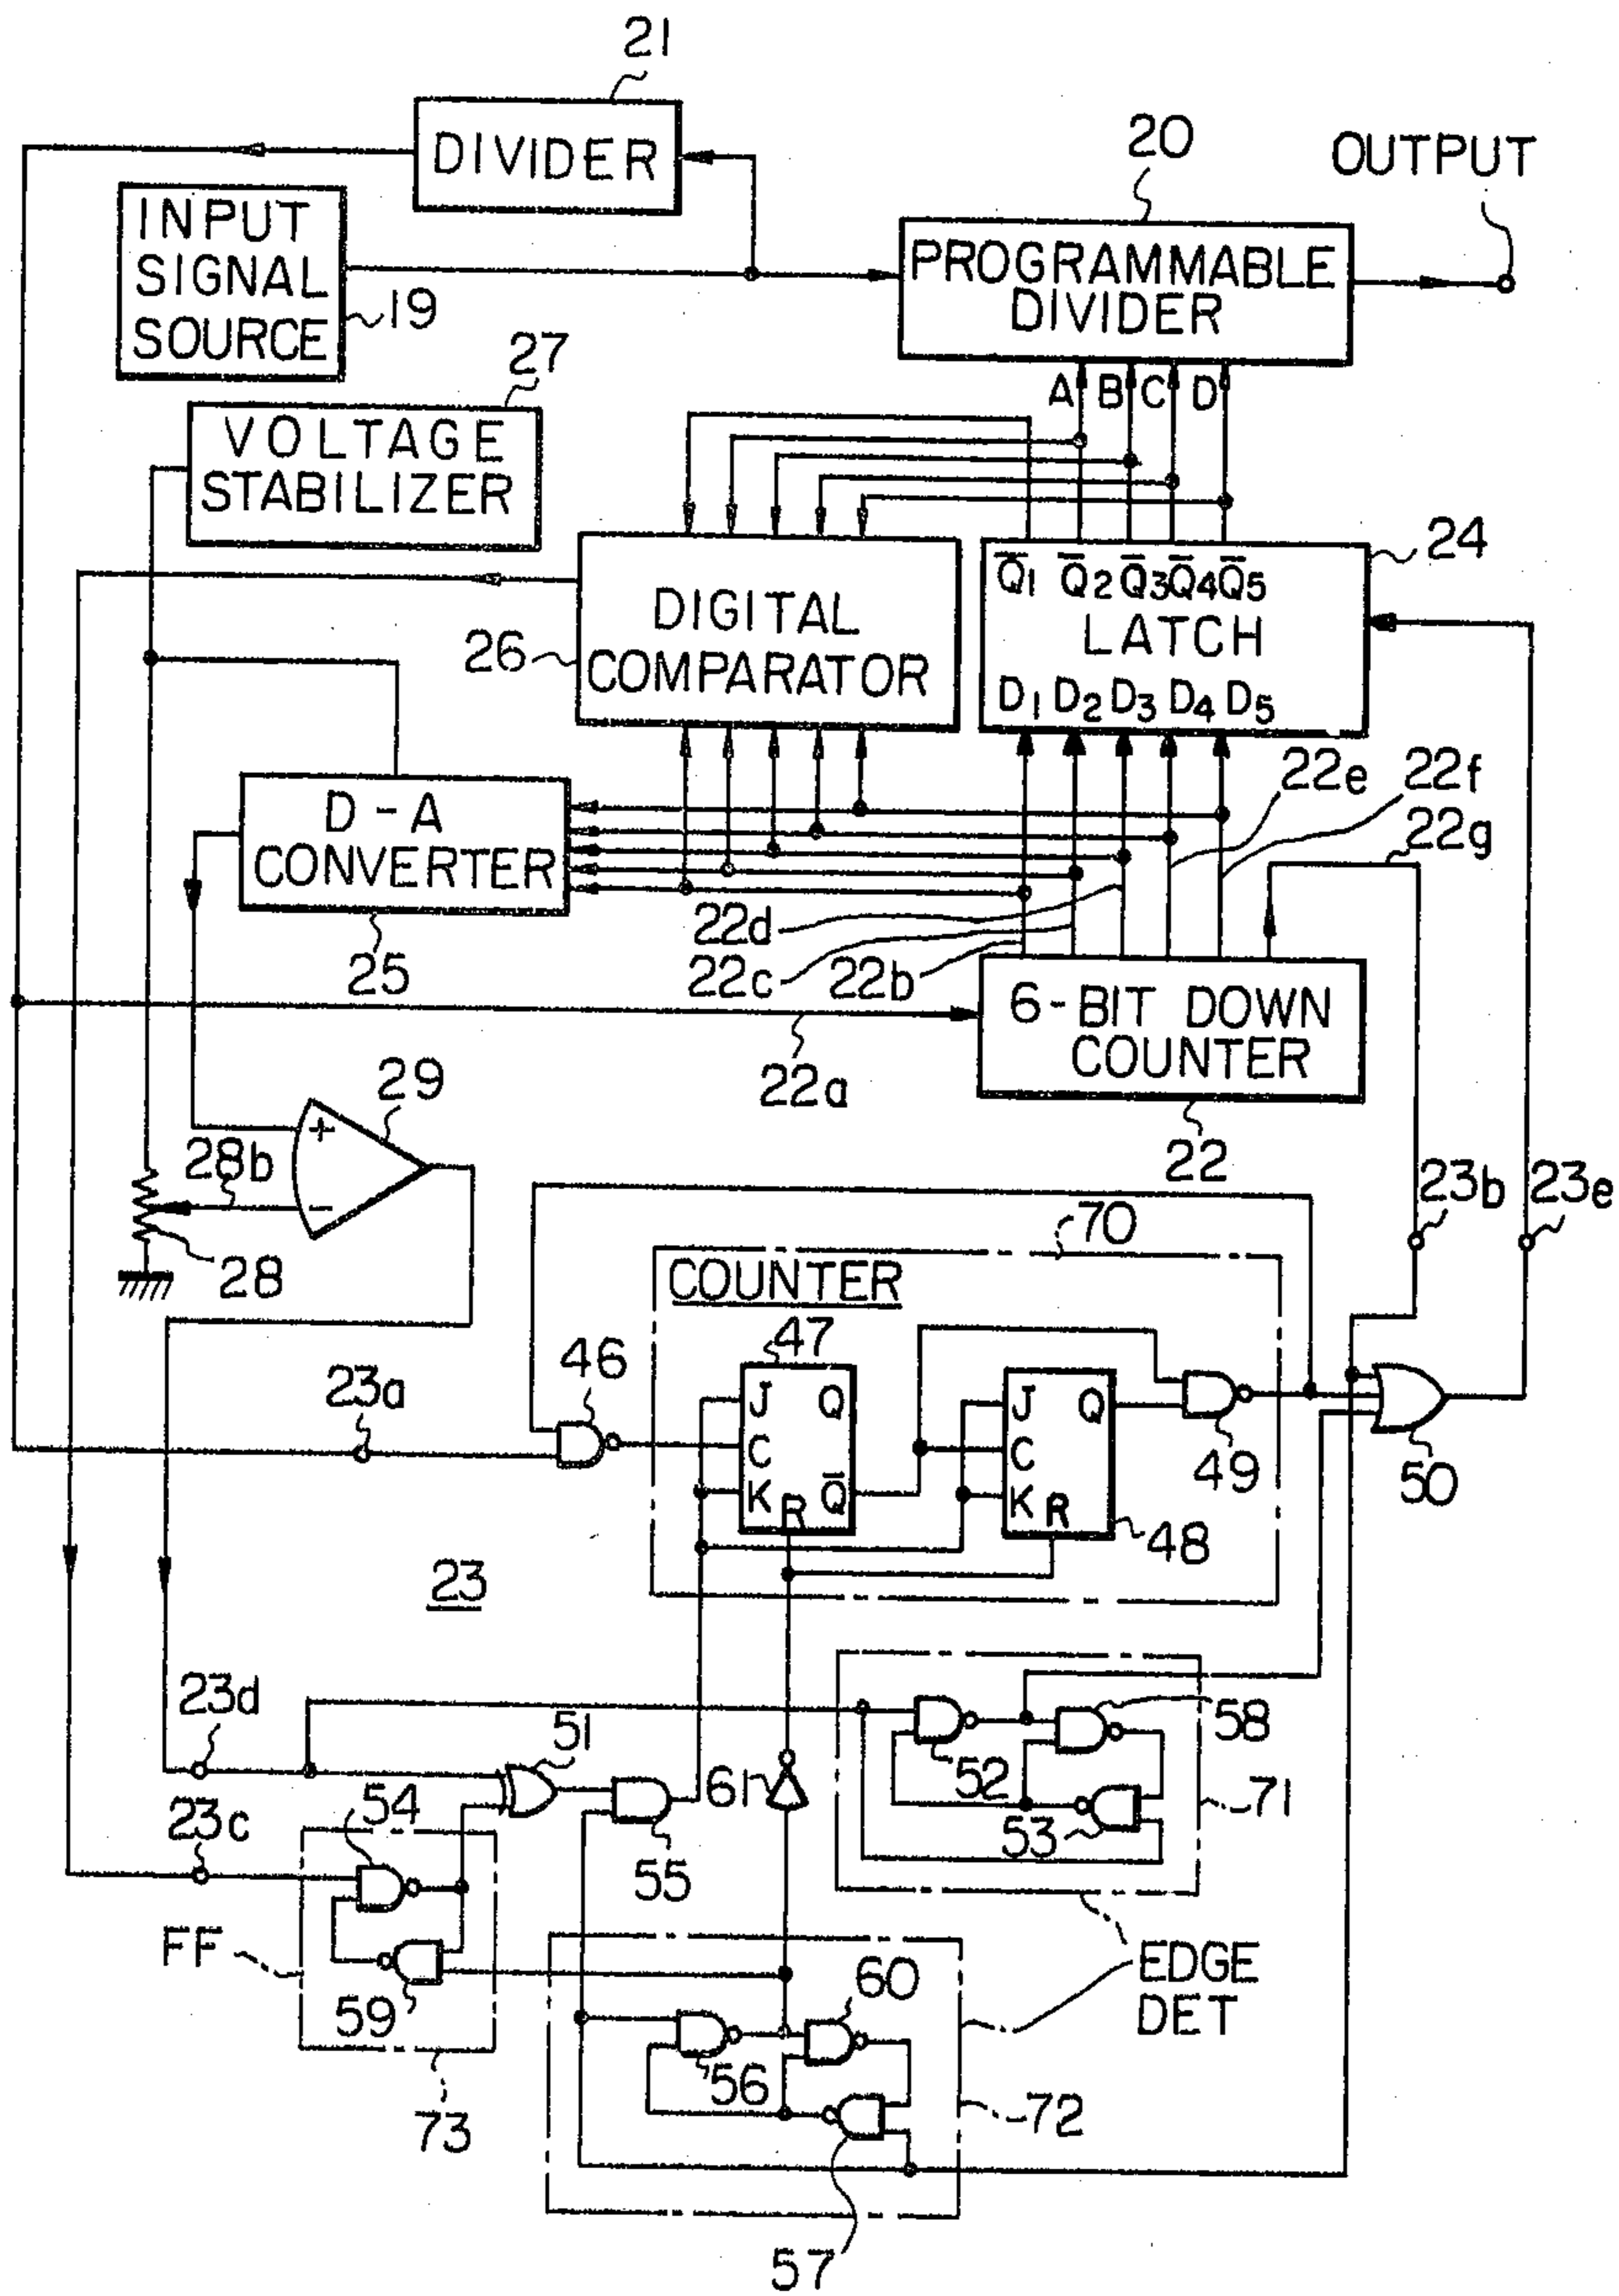 21
DIVIDER
20
OUTPUT
INPUT
SIGNAL
SOURCE
19
PROGRAMMABLE
DIVIDER
27
VOLTAGE
STABILIZER
A B C D
24
Q̅1 Q̅2 Q̅3 Q̅4 Q̅5
LATCH
D1 D2 D3 D4 D5
26
DIGITAL
COMPARATOR
22e
22f
22g
D-A
CONVERTER
25
22d
22c
22b
6-BIT DOWN
COUNTER
22a
22
29
+
-
28b
28
23b
23e
70
COUNTER
47
46
23a
J Q
C
K R Q̅
J Q
C
K R
48
49
50
23
23d
51
58
52
53
71
61
54
23c
55
FF
59
73
60
56
57
72
EDGE
DET